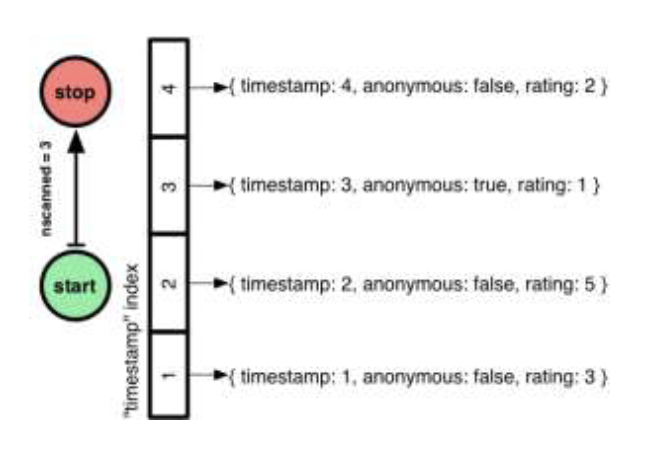 stop
4
{ timestamp: 4, anonymous: false, rating: 2 }
nscanned = 3
3
{ timestamp: 3, anonymous: true, rating: 1 }
start
2
{ timestamp: 2, anonymous: false, rating: 5 }
"timestamp" index
1
{ timestamp: 1, anonymous: false, rating: 3 }